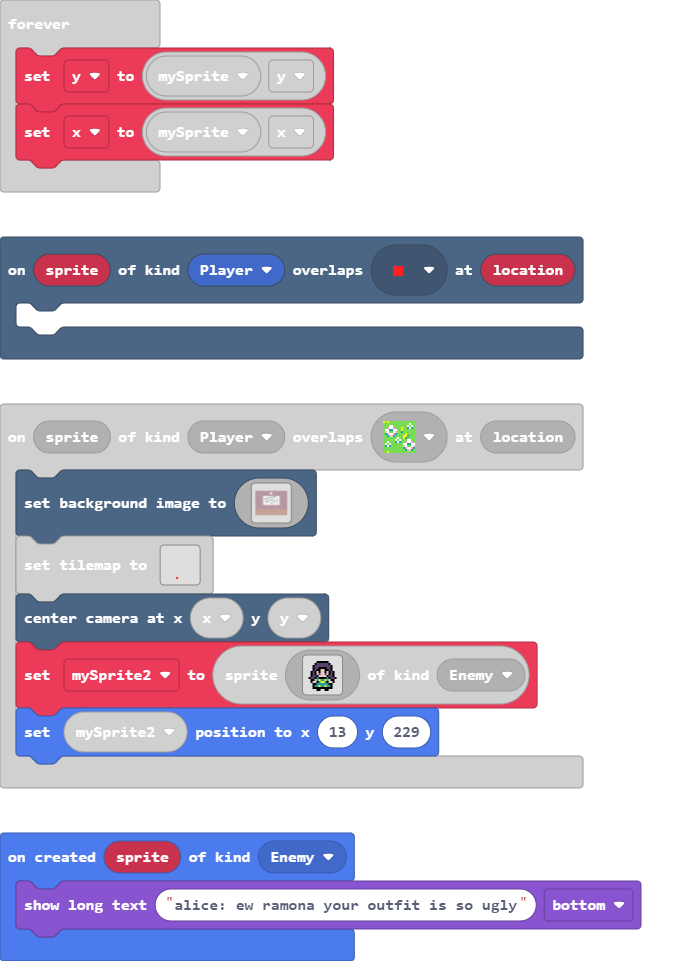 forever
set y to mySprite y
set x to mySprite x
on sprite of kind Player overlaps at location
on sprite of kind Player overlaps at location
set background image to
set tilemap to
center camera at x x y y
set mySprite2 to sprite of kind Enemy
set mySprite2 position to x 13 y 229
on created sprite of kind Enemy
show long text "alice: ew ramona your outfit is so ugly" bottom